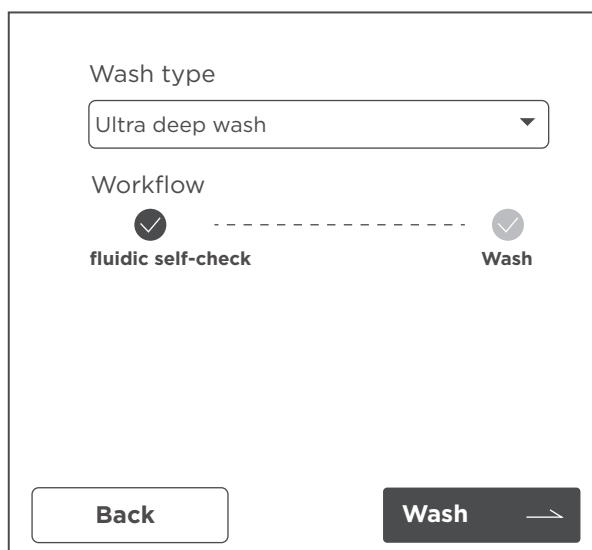 Wash type
Ultra deep wash
Workflow
fluidic self-check Wash
Back Wash